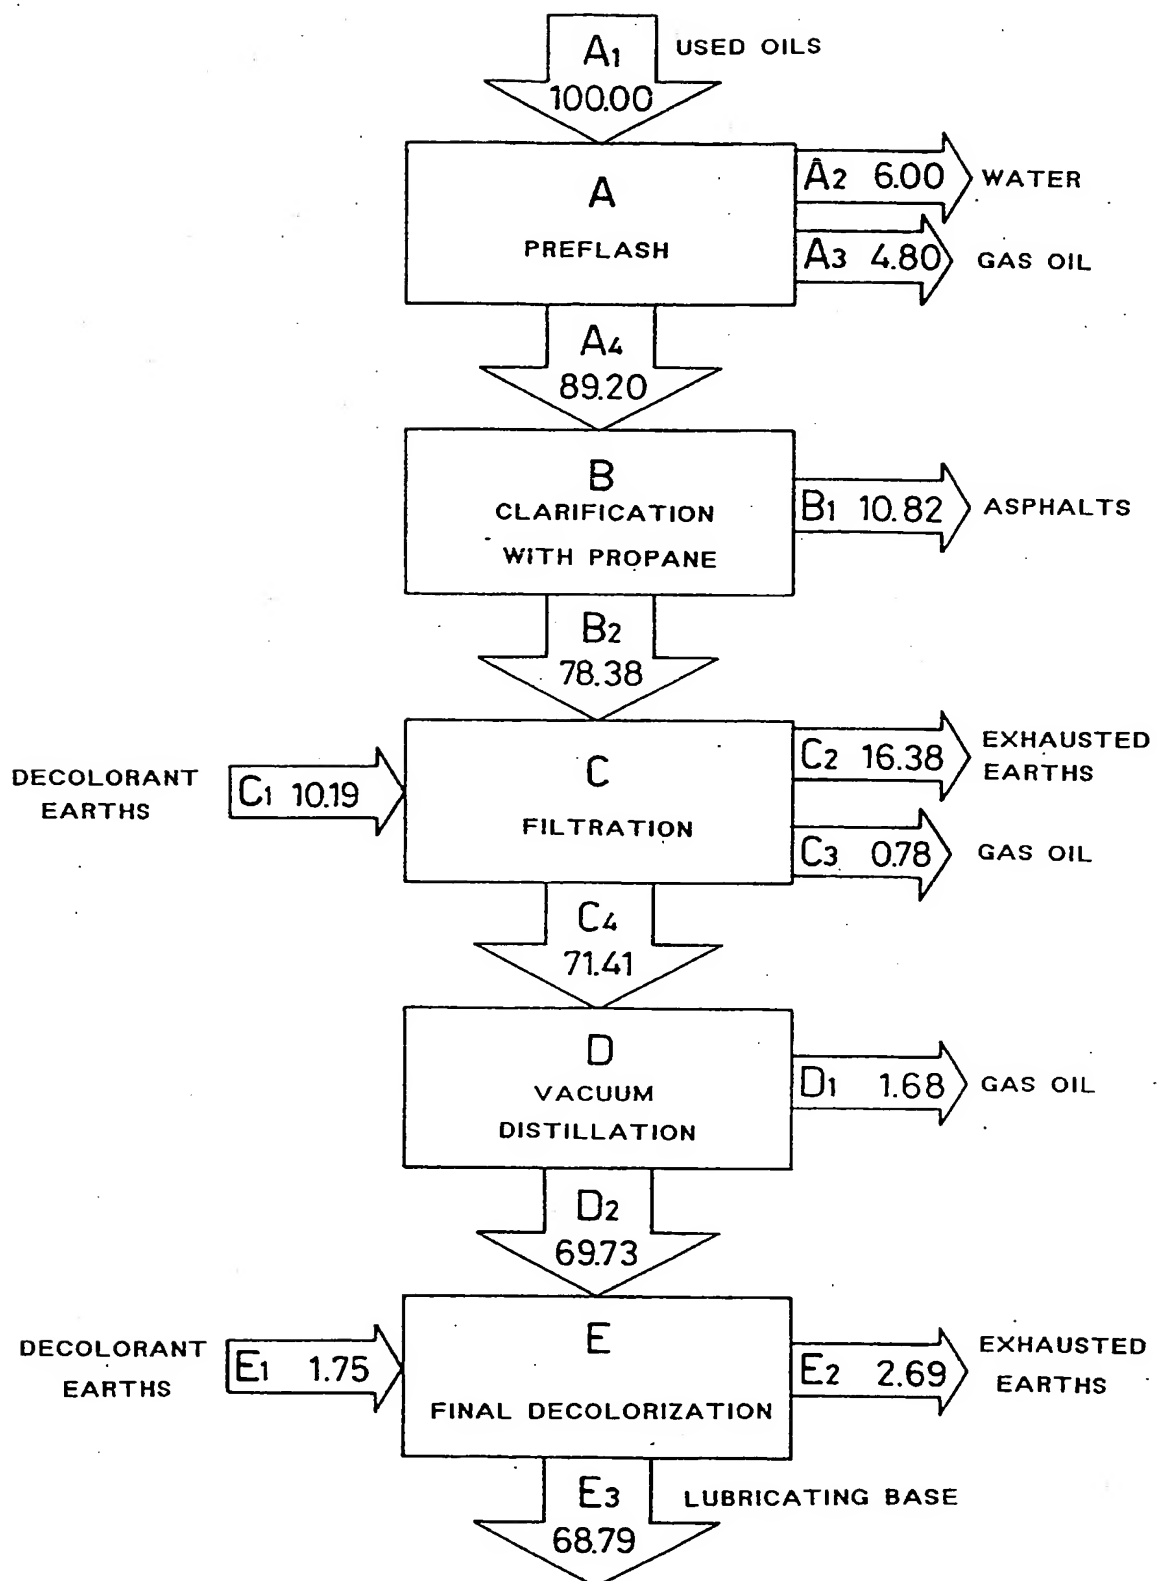 A1 USED OILS
100.00
A
PREFLASH
A2 6.00 WATER
A3 4.80 GAS OIL
A4
89.20
B
CLARIFICATION
WITH PROPANE
B1 10.82 ASPHALTS
B2
78.38
DECOLORANT
EARTHS
C1 10.19
C
FILTRATION
C2 16.38
EXHAUSTED
EARTHS
C3 0.78 GAS OIL
C4
71.41
D
VACUUM
DISTILLATION
D1 1.68 GAS OIL
D2
69.73
DECOLORANT
EARTHS
E1 1.75
E
FINAL DECOLORIZATION
E2 2.69
EXHAUSTED
EARTHS
E3 LUBRICATING BASE
68.79